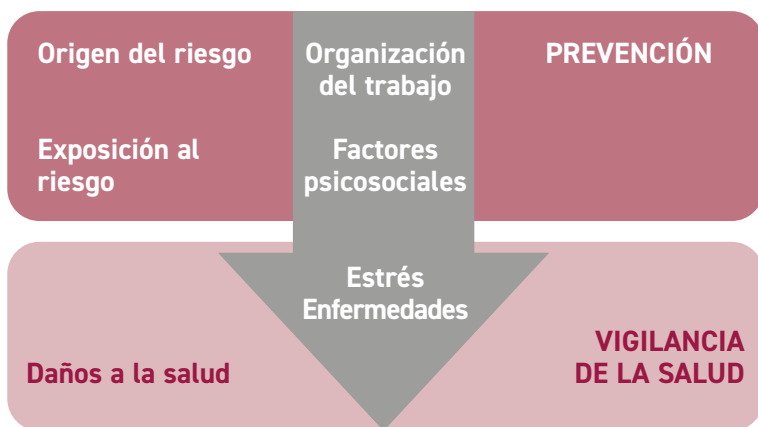 Origen del riesgo
Organización
del trabajo
PREVENCIÓN
Exposición al
riesgo
Factores
psicosociales
Estrés
Enfermedades
Daños a la salud
VIGILANCIA
DE LA SALUD